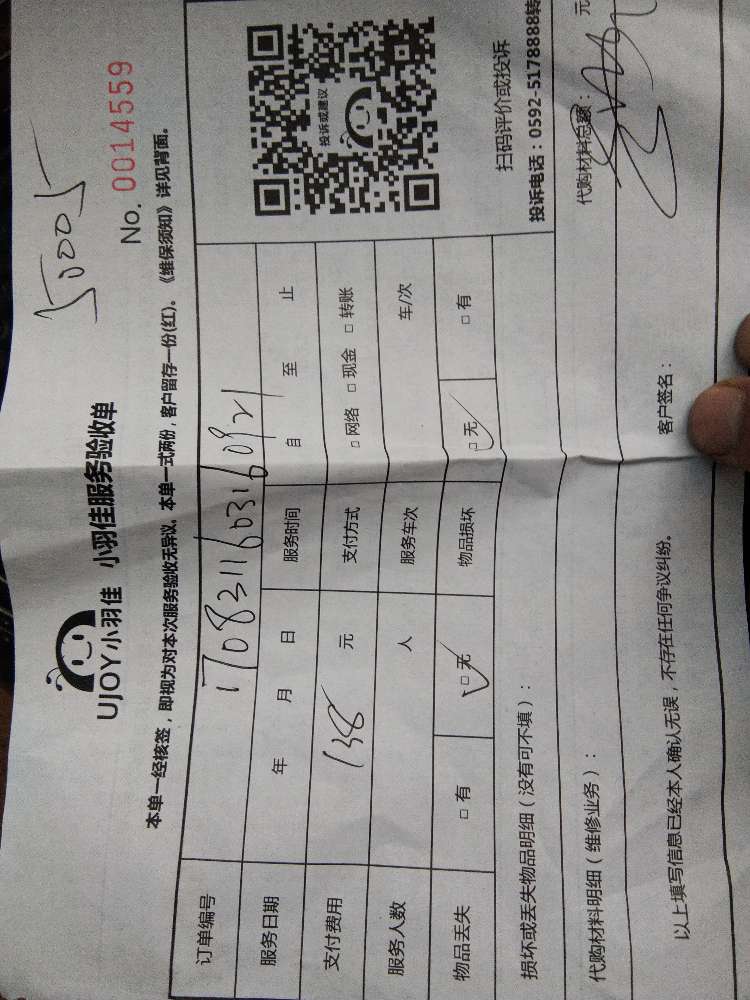 50005
UJOY小羽佳 小羽佳服务验收单
No. 0014559
本单一经核签，即视为对本次服务验收无异议。本单一式两份，客户留存一份(红)。《维保须知》详见背面。
订单编号 1708311603160921
服务日期 年 月 日 服务时间 自 至 止
支付费用 138 元 支付方式 □ 网络 □ 现金 □ 转账
服务人数 人 服务车次 车/次
物品丢失 □ 有 □ 无 物品损坏 □ 无 □ 有
投诉或建议
扫码评价或投诉
投诉电话：0592-5178888转
损坏或丢失物品明细（没有可不填）：
代购材料明细（维修业务）： 代购材料总额： 元
以上填写信息已经本人确认无误，不存在任何争议纠纷。 客户签名：